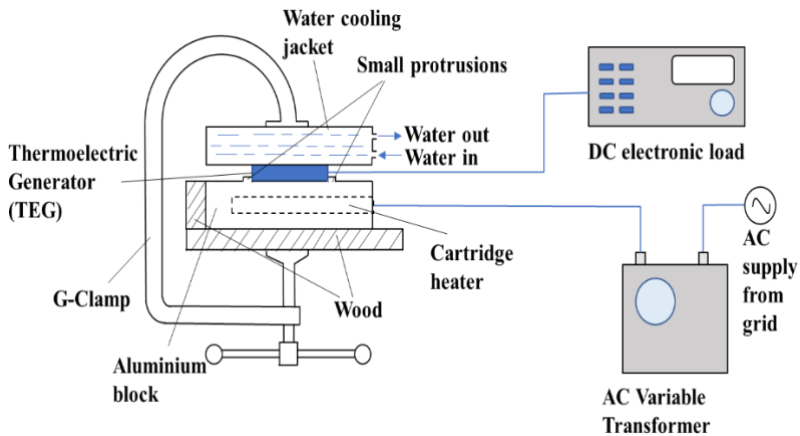 Water cooling
jacket
Small protrusions
Water out
Water in
DC electronic load
Thermoelectric
Generator
(TEG)
Cartridge
heater
AC
supply
from
grid
G-Clamp
Wood
Aluminium
block
AC Variable
Transformer